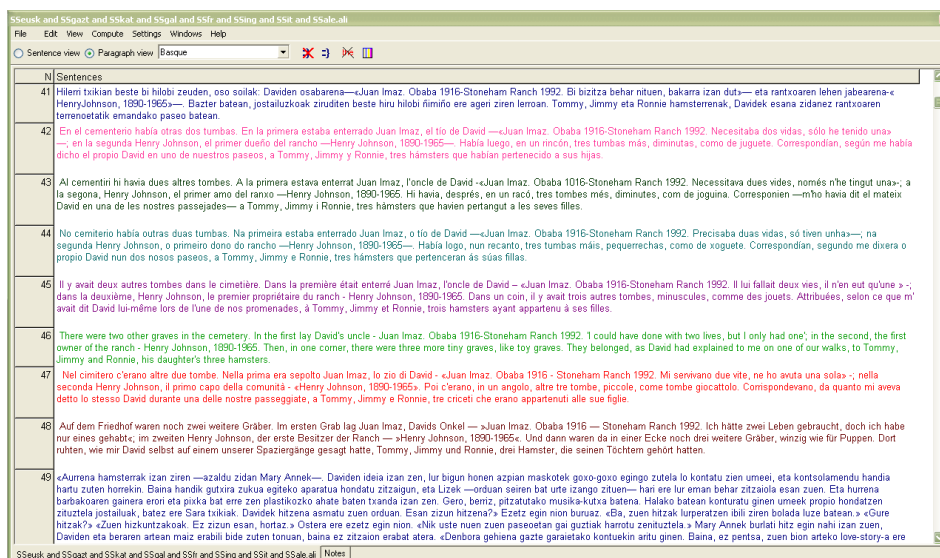 SSeusk and SSgazt and SSkat and SSgal and SSfr and SSing and SSit and SSale.ali
File Edit View Compute Settings Windows Help
Sentence view Paragraph view Basque
N Sentences
41 Hilerri txikian beste bi hilobi zeuden, oso soilak: Daviden osabarena—«Juan Imaz. Obaba 1916-Stoneham Ranch 1992. Bi bizitza behar nituen, bakarra izan dut»— eta rantxoaren lehen jabearena-«
HenryJohnson, 1890-1965»—. Bazter batean, jostailuzkoak ziruditen beste hiru hilobi ñimiño ere ageri ziren lerroan. Tommy, Jimmy eta Ronnie hamsterrenak, Davidek esana zidanez rantxoaren
terrenoetatik emandako paseo batean.
42 En el cementerio había otras dos tumbas. En la primera estaba enterrado Juan Imaz, el tío de David —«Juan Imaz. Obaba 1916-Stoneham Ranch 1992. Necesitaba dos vidas, sólo he tenido una»
—; en la segunda Henry Johnson, el primer dueño del rancho —Henry Johnson, 1890-1965—. Había luego, en un rincón, tres tumbas más, diminutas, como de juguete. Correspondían, según me había
dicho el propio David en uno de nuestros paseos, a Tommy, Jimmy y Ronnie, tres hámsters que habían pertenecido a sus hijas.
43 Al cementiri hi havia dues altres tombes. A la primera estava enterrat Juan Imaz, l'oncle de David -«Juan Imaz. Obaba 1016-Stoneham Ranch 1992. Necessitava dues vides, només n'he tingut una»-; a
la segona, Henry Johnson, el primer amo del ranxo —Henry Johnson, 1890-1965—. Hi havia, després, en un racó, tres tombes més, diminutes, com de joguina. Corresponien —m'ho havia dit el mateix
David en una de les nostres passejades— a Tommy, Jimmy i Ronnie, tres hámsters que havien pertangut a les seves filles.
44 No cemiterio había outras duas tumbas. Na primeira estaba enterrado Juan Imaz, o tío de David —«Juan Imaz. Obaba 1916-Stoneham Ranch 1992. Precisaba duas vidas, só tiven unha»—; na
segunda Henry Johnson, o primeiro dono do rancho —Henry Johnson, 1890-1965—. Había logo, nun recanto, tres tumbas máis, pequerrechas, como de xoguete. Correspondían, segundo me dixera o
propio David nun dos nosos paseos, a Tommy, Jimmy e Ronnie, tres hámsters que pertenceran ás súas fillas.
45 Il y avait deux autres tombes dans le cimetière. Dans la première était enterré Juan Imaz, l'oncle de David – «Juan Imaz. Obaba 1916-Stoneham Ranch 1992. Il lui fallait deux vies, il n'en eut qu'une » -;
dans la deuxième, Henry Johnson, le premier propriétaire du ranch - Henry Johnson, 1890-1965. Dans un coin, il y avait trois autres tombes, minuscules, comme des jouets. Attribuées, selon ce que m'
avait dit David lui-même lors de l'une de nos promenades, à Tommy, Jimmy et Ronnie, trois hamsters ayant appartenu à ses filles.
46 There were two other graves in the cemetery. In the first lay David's uncle - Juan Imaz. Obaba 1916-Stoneham Ranch 1992. 'I could have done with two lives, but I only had one'; in the second, the first
owner of the ranch - Henry Johnson, 1890-1965. Then, in one corner, there were three more tiny graves, like toy graves. They belonged, as David had explained to me on one of our walks, to Tommy,
Jimmy and Ronnie, his daughter's three hamsters.
47 Nel cimitero c'erano altre due tombe. Nella prima era sepolto Juan Imaz, lo zio di David - «Juan Imaz. Obaba 1916 - Stoneham Ranch 1992. Mi servivano due vite, ne ho avuta una sola» -; nella
seconda Henry Johnson, il primo capo della comunitá - «Henry Johnson, 1890-1965». Poi c'erano, in un angolo, altre tre tombe, piccole, come tombe giocattolo. Corrispondevano, da quanto mi aveva
detto lo stesso David durante una delle nostre passeggiate, a Tommy, Jimmy e Ronnie, tre criceti che erano appartenuti alle sue figlie.
48 Auf dem Friedhof waren noch zwei weitere Gräber. Im ersten Grab lag Juan Imaz, Davids Onkel — »Juan Imaz. Obaba 1916 — Stoneham Ranch 1992. Ich hätte zwei Leben gebraucht, doch ich habe
nur eines gehabt«; im zweiten Henry Johnson, der erste Besitzer der Ranch — »Henry Johnson, 1890-1965«. Und dann waren da in einer Ecke noch drei weitere Gräber, winzig wie für Puppen. Dort
ruhten, wie mir David selbst auf einem unserer Spaziergänge gesagt hatte, Tommy, Jimmy und Ronnie, drei Hamster, die seinen Töchtern gehört hatten.
49 «Aurrena hamsterrak izan ziren —azaldu zidan Mary Annek—. Daviden ideia izan zen, lur bigun honen azpian maskotek goxo-goxo egingo zutela lo kontatu zien umeei, eta kontsolamendu handia
hartu zuten horrekin. Baina handik gutxira zukua egiteko aparatua hondatu zitzaigun, eta Lizek —orduan seiren bat urte izango zituen— hari ere lur eman behar zitzaiola esan zuen. Eta hurrena
barbakoaren gainera erori eta pixka bat erre zen plastikozko ahate baten txanda izan zen. Gero, berriz, pitzatutako musika-kutxa batena. Halako batean konturatu ginen umeek propio hondatzen
zituztela jostailuak, batez ere Sara txikiak. Davidek hitzena asmatu zuen orduan. Esan zizun hitzena?» Ezetz egin nion buruaz. «Ba, zuen hitzak lurperatzen ibili ziren bolada luze batean.» «Gure
hitzak?» «Zuen hizkuntzakoak. Ez zizun esan, hortaz.» Ostera ere ezetz egin nion. «Nik uste nuen zuen paseoetan gai guztiak harrotu zenituztela.» Mary Annek burlati hitz egin nahi izan zuen,
Daviden eta beraren artean maiz erabili bide zuten tonuan, baina ez zitzaion erabat atera. «Denbora gehiena gazte garaietako kontuekin aritu ginen. Baina, ez pentsa, zuen bion arteko love-story-a ere
SSeusk and SSgazt and SSkat and SSgal and SSfr and SSing and SSit and SSale.ali Notes